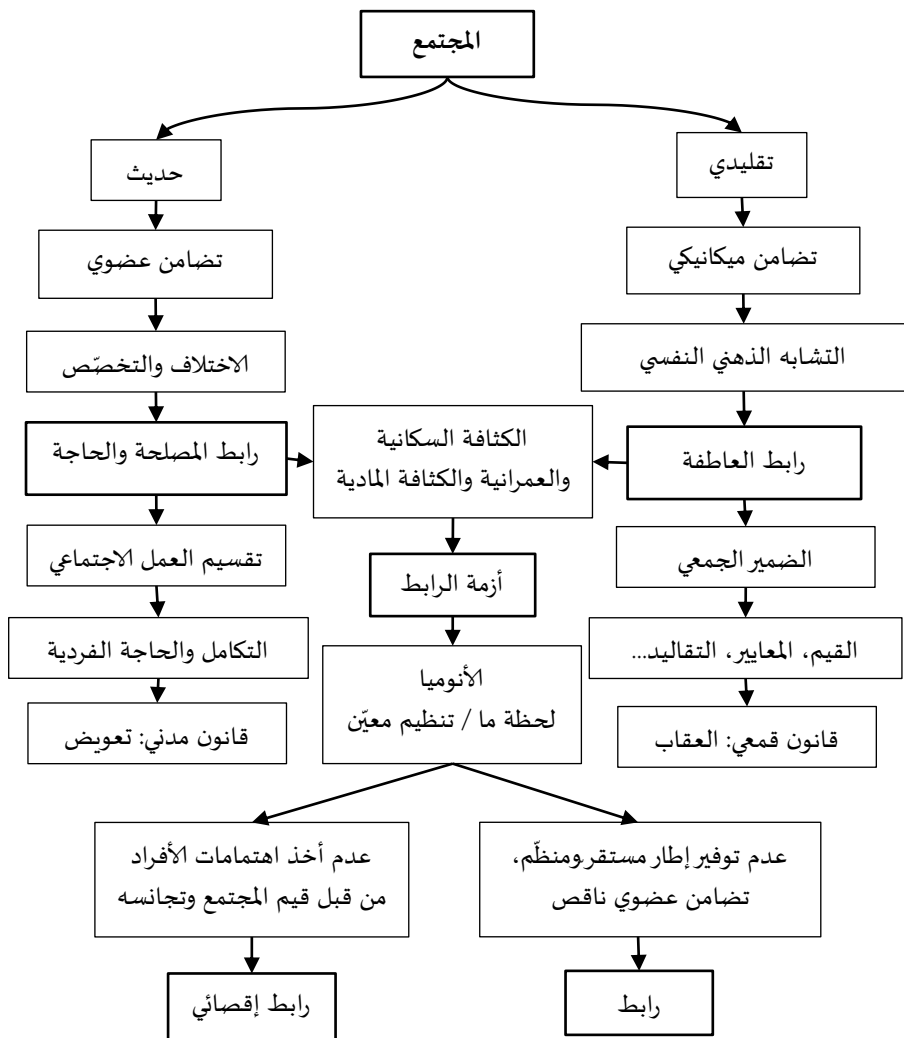 المجتمع
تقليدي
حديث
تضامن ميكانيكي
تضامن عضوي
التشابه الذهني النفسي
الاختلاف والتخصّص
الكثافة السكانية
والعمرانية والكثافة المادية
رابط العاطفة
رابط المصلحة والحاجة
الضمير الجمعي
تقسيم العمل الاجتماعي
أزمة الرابط
القيم، المعايير، التقاليد...
التكامل والحاجة الفردية
الأنوميا
لحظة ما / تنظيم معيّن
قانون قمعي: العقاب
قانون مدني: تعويض
عدم توفير إطار مستقر ومنظّم،
تضامن عضوي ناقص
عدم أخذ اهتمامات الأفراد
من قبل قيم المجتمع وتجانسه
رابط
رابط إقصائي